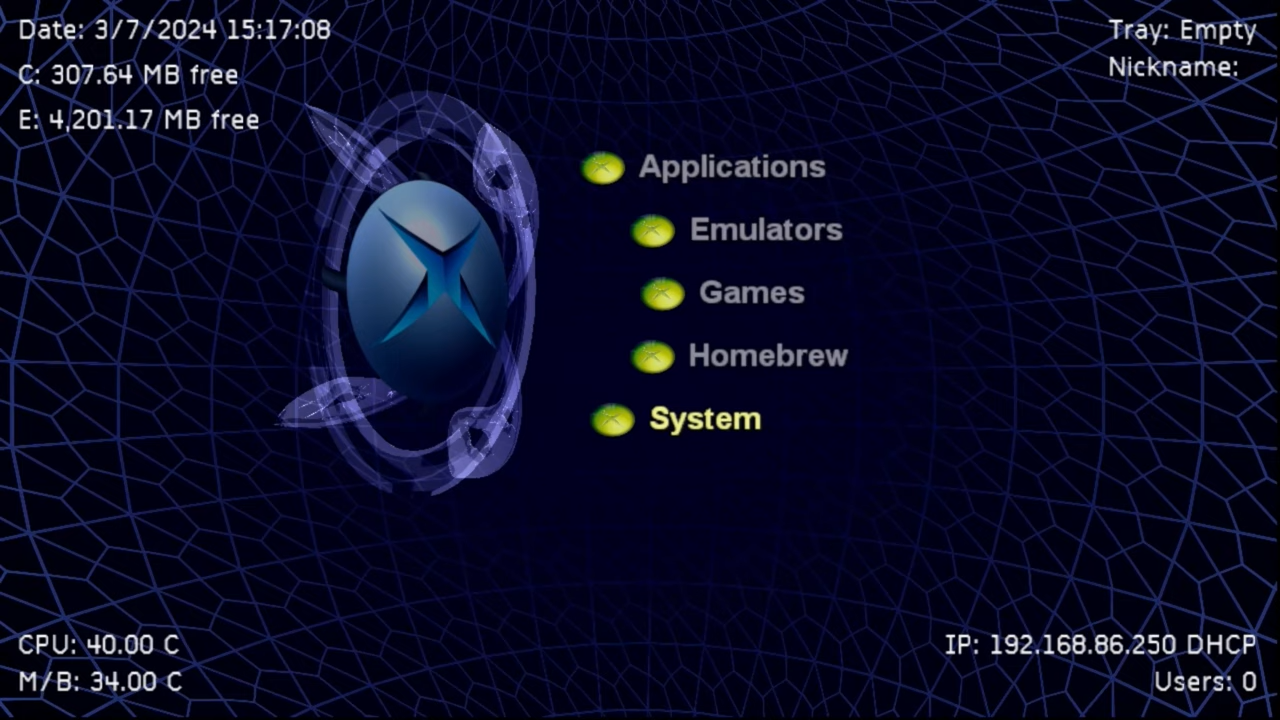 Date: 3/7/2024 15:17:08
C: 307.64 MB free
E: 4,201.17 MB free
Tray: Empty
Nickname:
Applications
Emulators
Games
Homebrew
System
CPU: 40.00 C
M/B: 34.00 C
IP: 192.168.86.250 DHCP
Users: 0